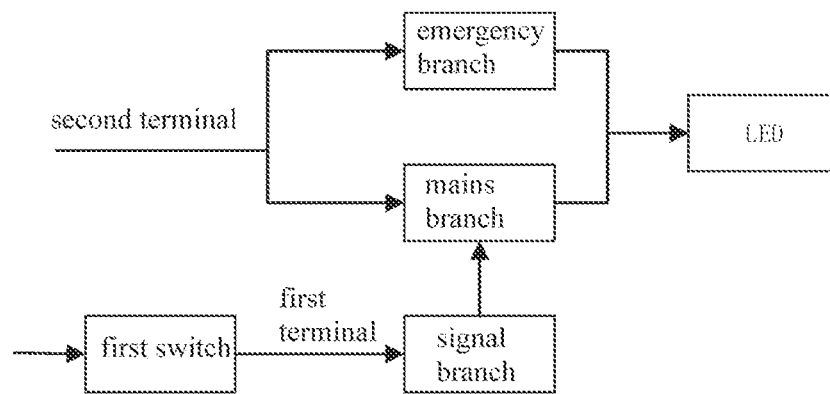 emergency
branch
second terminal
LED
mains
branch
first
terminal
first switch
signal
branch